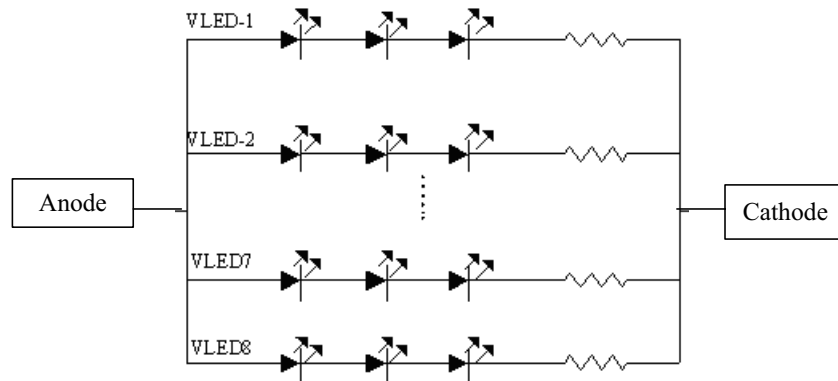 VLED-1
VLED-2
Anode
Cathode
VLED7
VLED8